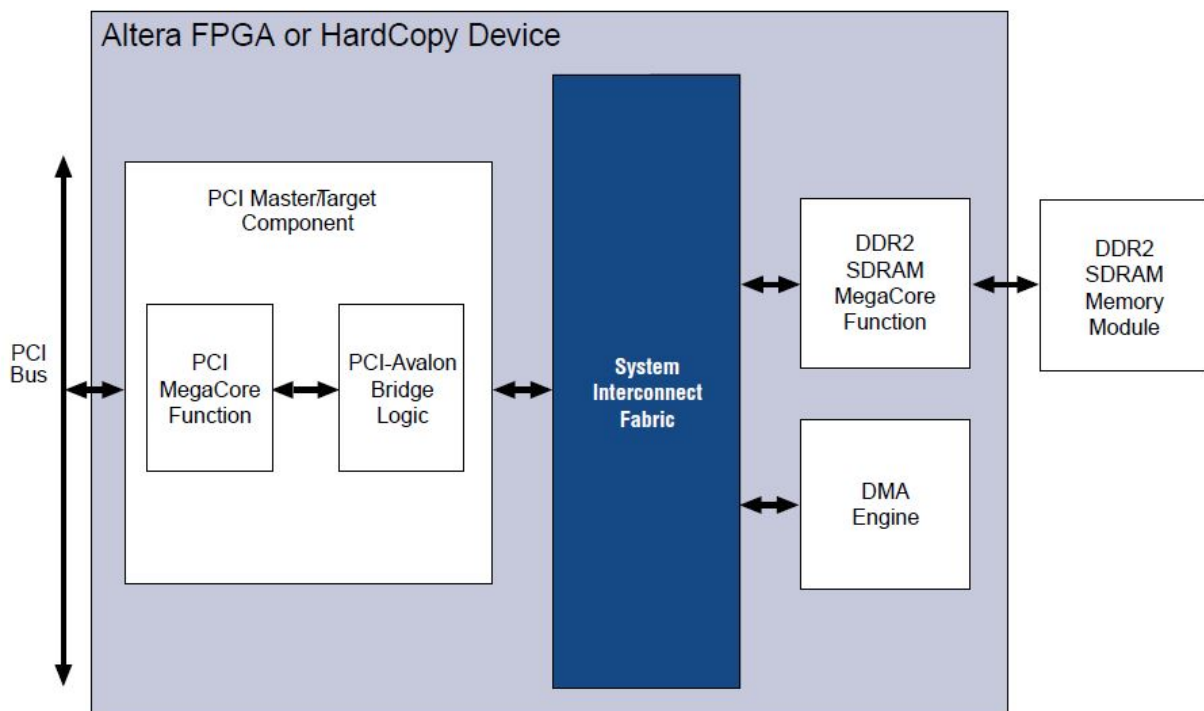 Altera FPGA or HardCopy Device
PCI Master/Target
Component
PCI
Bus
PCI
MegaCore
Function
PCI-Avalon
Bridge
Logic
System
Interconnect
Fabric
DDR2
SDRAM
MegaCore
Function
DDR2
SDRAM
Memory
Module
DMA
Engine